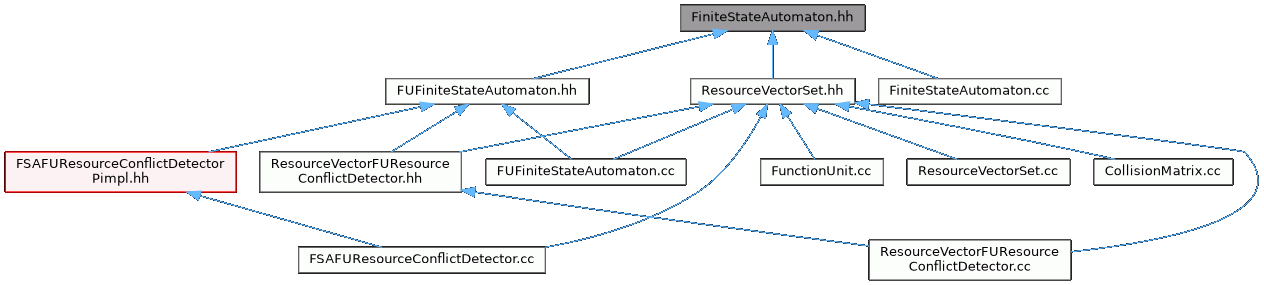 FiniteStateAutomaton.hh
FUFiniteStateAutomaton.hh
ResourceVectorSet.hh
FiniteStateAutomaton.cc
FSAFUResourceConflictDetector
Pimpl.hh
ResourceVectorFUResource
ConflictDetector.hh
FUFiniteStateAutomaton.cc
FunctionUnit.cc
ResourceVectorSet.cc
CollisionMatrix.cc
FSAFUResourceConflictDetector.cc
ResourceVectorFUResource
ConflictDetector.cc